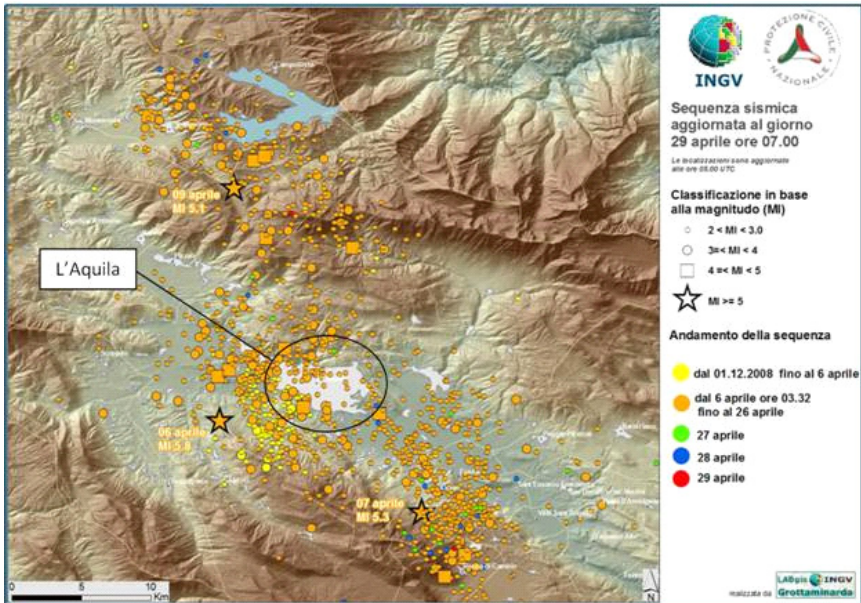 INGV
PROTEZIONE CIVILE
NAZIONALE
Sequenza sismica
aggiornata al giorno
29 aprile ore 07.00
Le localizzazioni sono aggiornate
alle ore 05.00 UTC
Classificazione in base
alla magnitudo (Ml)
2 < Ml < 3.0
3=< Ml < 4
4 =< Ml < 5
Ml >= 5
Andamento della sequenza
dal 01.12.2008 fino al 6 aprile
dal 6 aprile ore 03.32
fino al 26 aprile
27 aprile
28 aprile
29 aprile
09 aprile
Ml 5.1
L'Aquila
06 aprile
Ml 5.8
07 aprile
Ml 5.3
0 5 10
Km
N
realizzata da
LABgis INGV
Grottaminarda